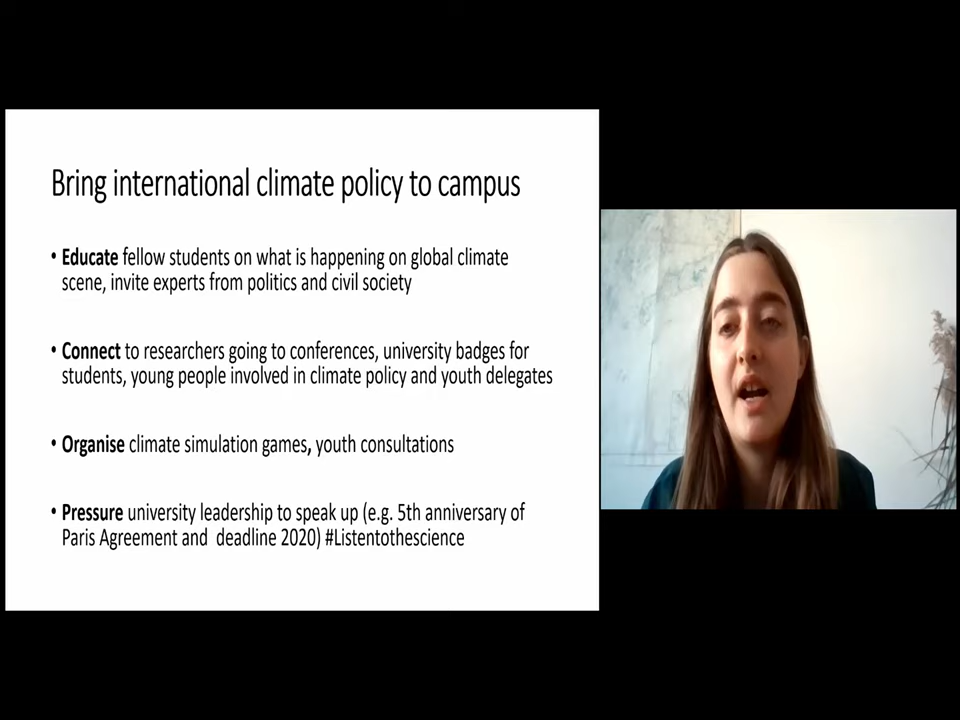 Bring international climate policy to campus
• Educate fellow students on what is happening on global climate
scene, invite experts from politics and civil society
• Connect to researchers going to conferences, university badges for
students, young people involved in climate policy and youth delegates
• Organise climate simulation games, youth consultations
• Pressure university leadership to speak up (e.g. 5th anniversary of
Paris Agreement and  deadline 2020) #Listentothescience